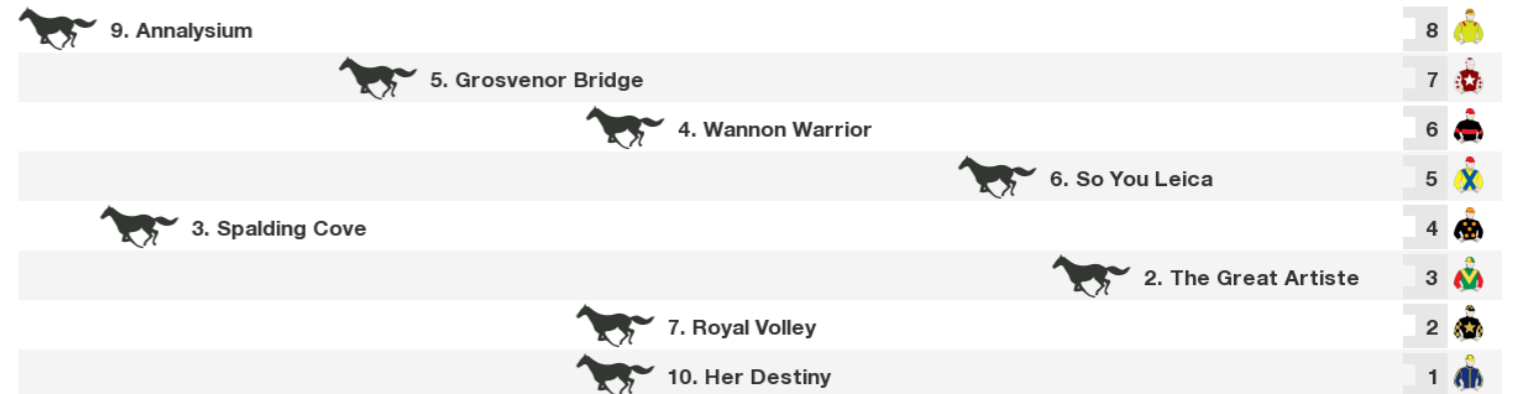 9. Annalysium 8
5. Grosvenor Bridge 7
4. Wannon Warrior 6
6. So You Leica 5
3. Spalding Cove 4
2. The Great Artiste 3
7. Royal Volley 2
10. Her Destiny 1